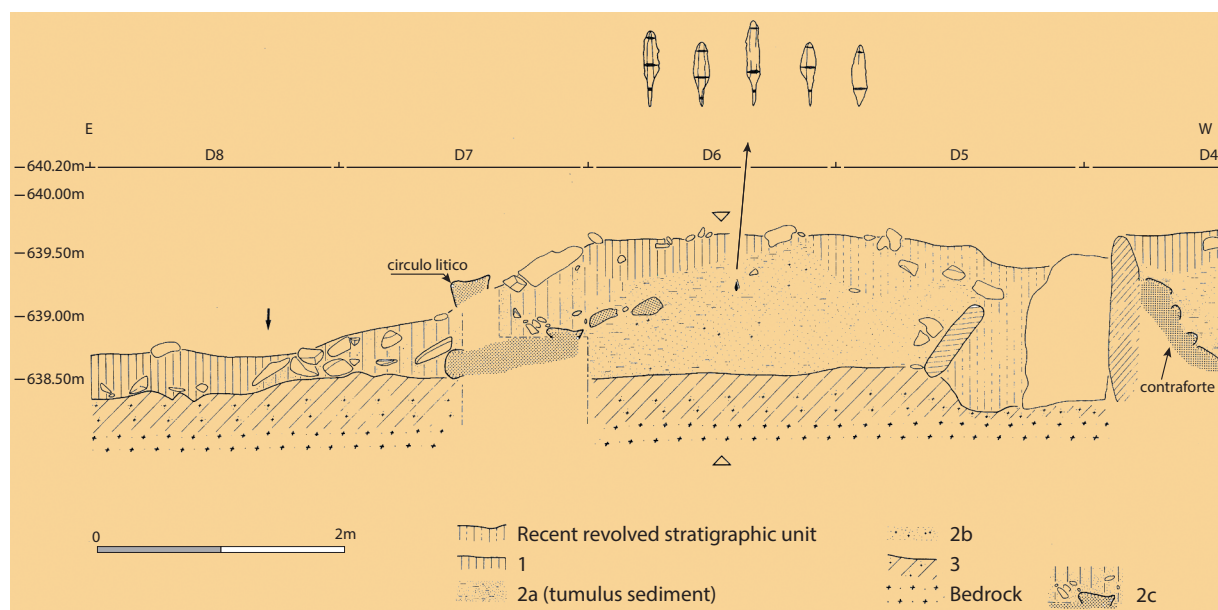 E
W
D8 D7 D6 D5 D4
640.20m
640.00m
639.50m
circulo litico
639.00m
638.50m
contraforte
0 2m
Recent revolved stratigraphic unit
1
2a (tumulus sediment)
2b
3
Bedrock
2c